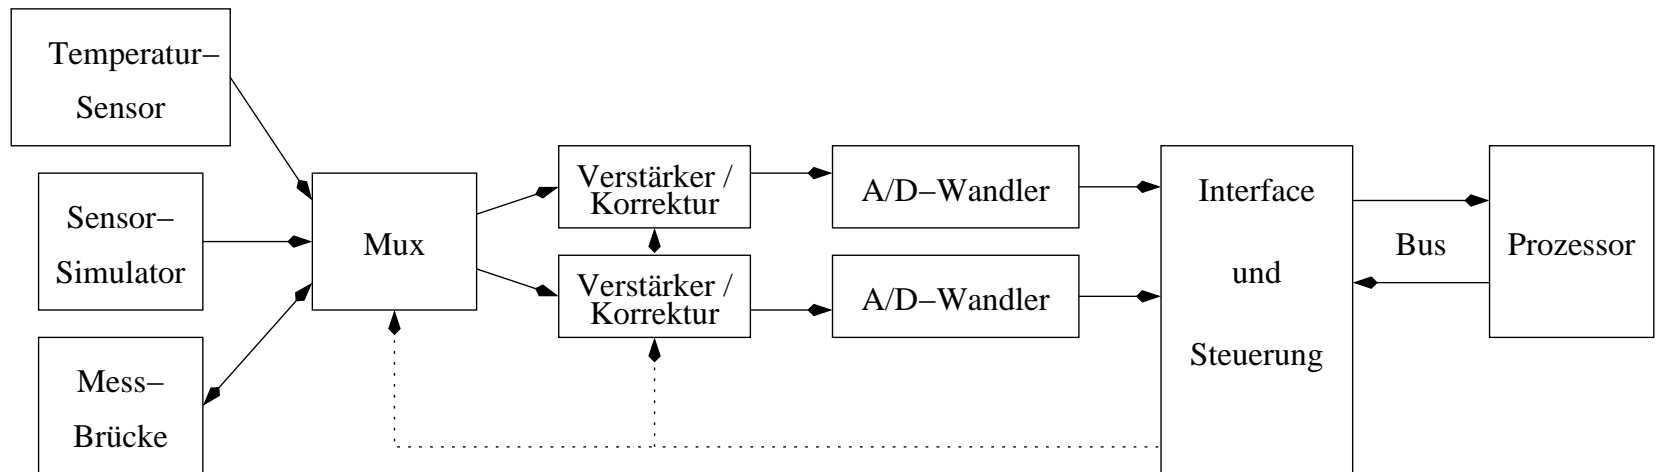 Temperatur–
Sensor
Sensor–
Simulator
Mess–
Brücke
Mux
Verstärker /
Korrektur
Verstärker /
Korrektur
A/D–Wandler
A/D–Wandler
Interface
und
Steuerung
Bus
Prozessor